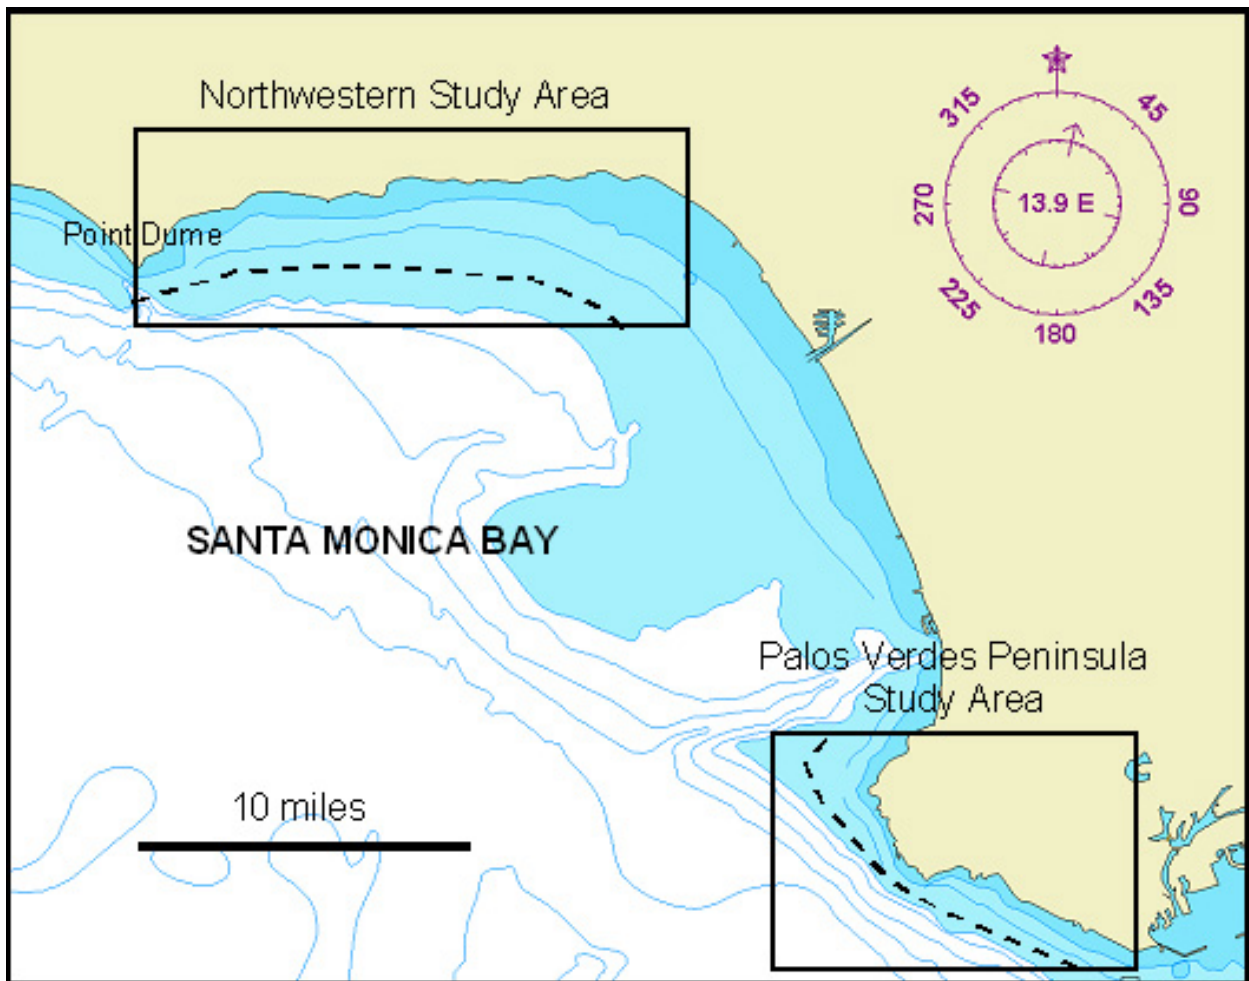 Northwestern Study Area
Point Dume
315
45
270
13.9 E
90
225
135
180
SANTA MONICA BAY
Palos Verdes Peninsula
Study Area
10 miles